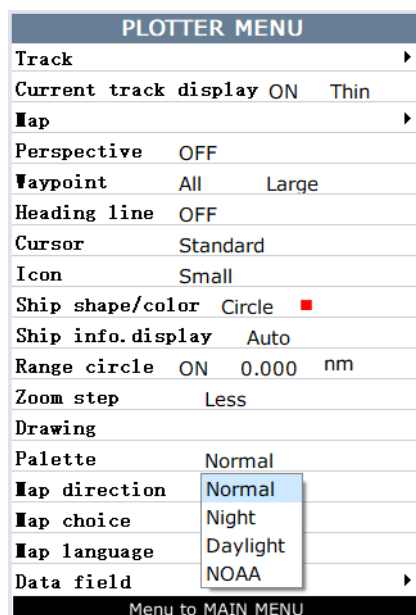 PLOTTER MENU
Track
Current track display ON Thin
Map
Perspective OFF
Waypoint All Large
Heading line OFF
Cursor Standard
Icon Small
Ship shape/color Circle
Ship info.display Auto
Range circle ON 0.000 nm
Zoom step Less
Drawing
Palette Normal
Map direction Normal
Map choice Night
Map language Daylight
Data field NOAA
Menu to MAIN MENU